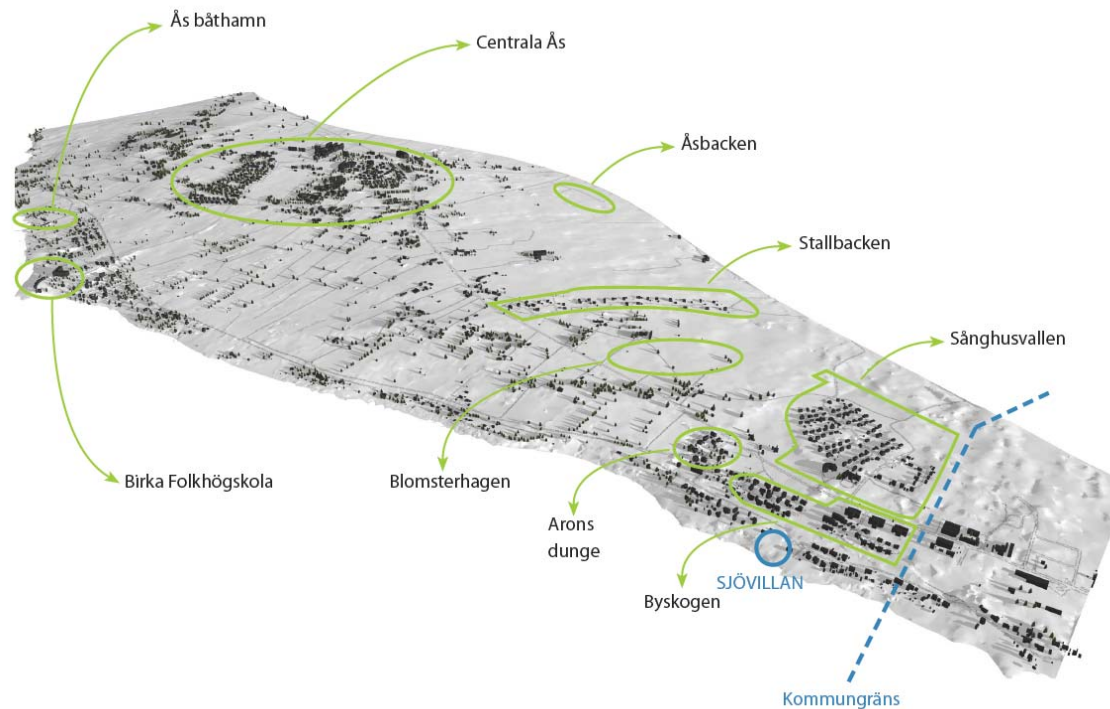 Ås båthamn
Centrala Ås
Åsbacken
Stallbacken
Sånghusvallen
Birka Folkhögskola
Blomsterhagen
Arons
dunge
SJÖVILLAN
Byskogen
Kommungräns